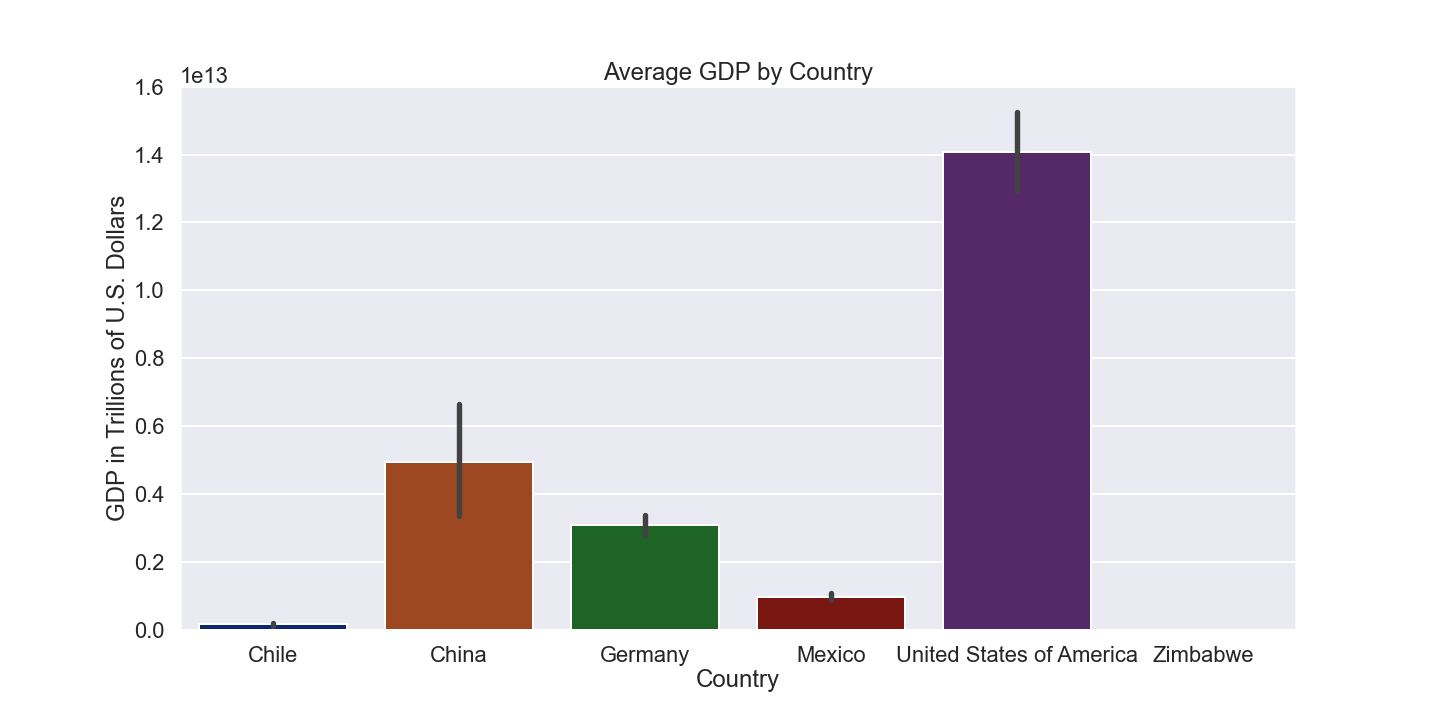 Average GDP by Country
1e13
1.6
1.4
1.2
1.0
0.8
0.6
0.4
0.2
0.0
GDP in Trillions of U.S. Dollars
Chile China Germany Mexico United States of America Zimbabwe
Country